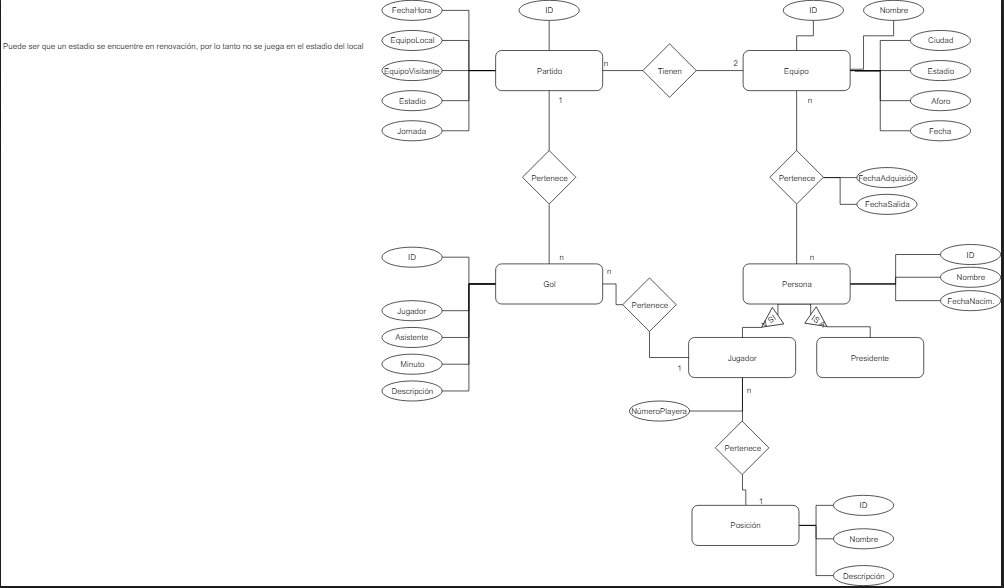 FechaHora
ID
ID
Nombre
Puede ser que un estadio se encuentre en renovación, por lo tanto no se juega en el estadio del local
EquipoLocal
Ciudad
EquipoVisitante
Partido
n
Tienen
2
Equipo
Estadio
Estadio
1
n
Aforo
Jornada
Fecha
Pertenece
Pertenece
FechaAdquisión
FechaSalida
ID
n
n
n
ID
Gol
Persona
Nombre
Pertenece
FechaNacim.
Jugador
ISA
ISA
Asistente
Jugador
Presidente
Minuto
1
Descripción
n
NúmeroPlayera
Pertenece
1
ID
Posición
Nombre
Descripción